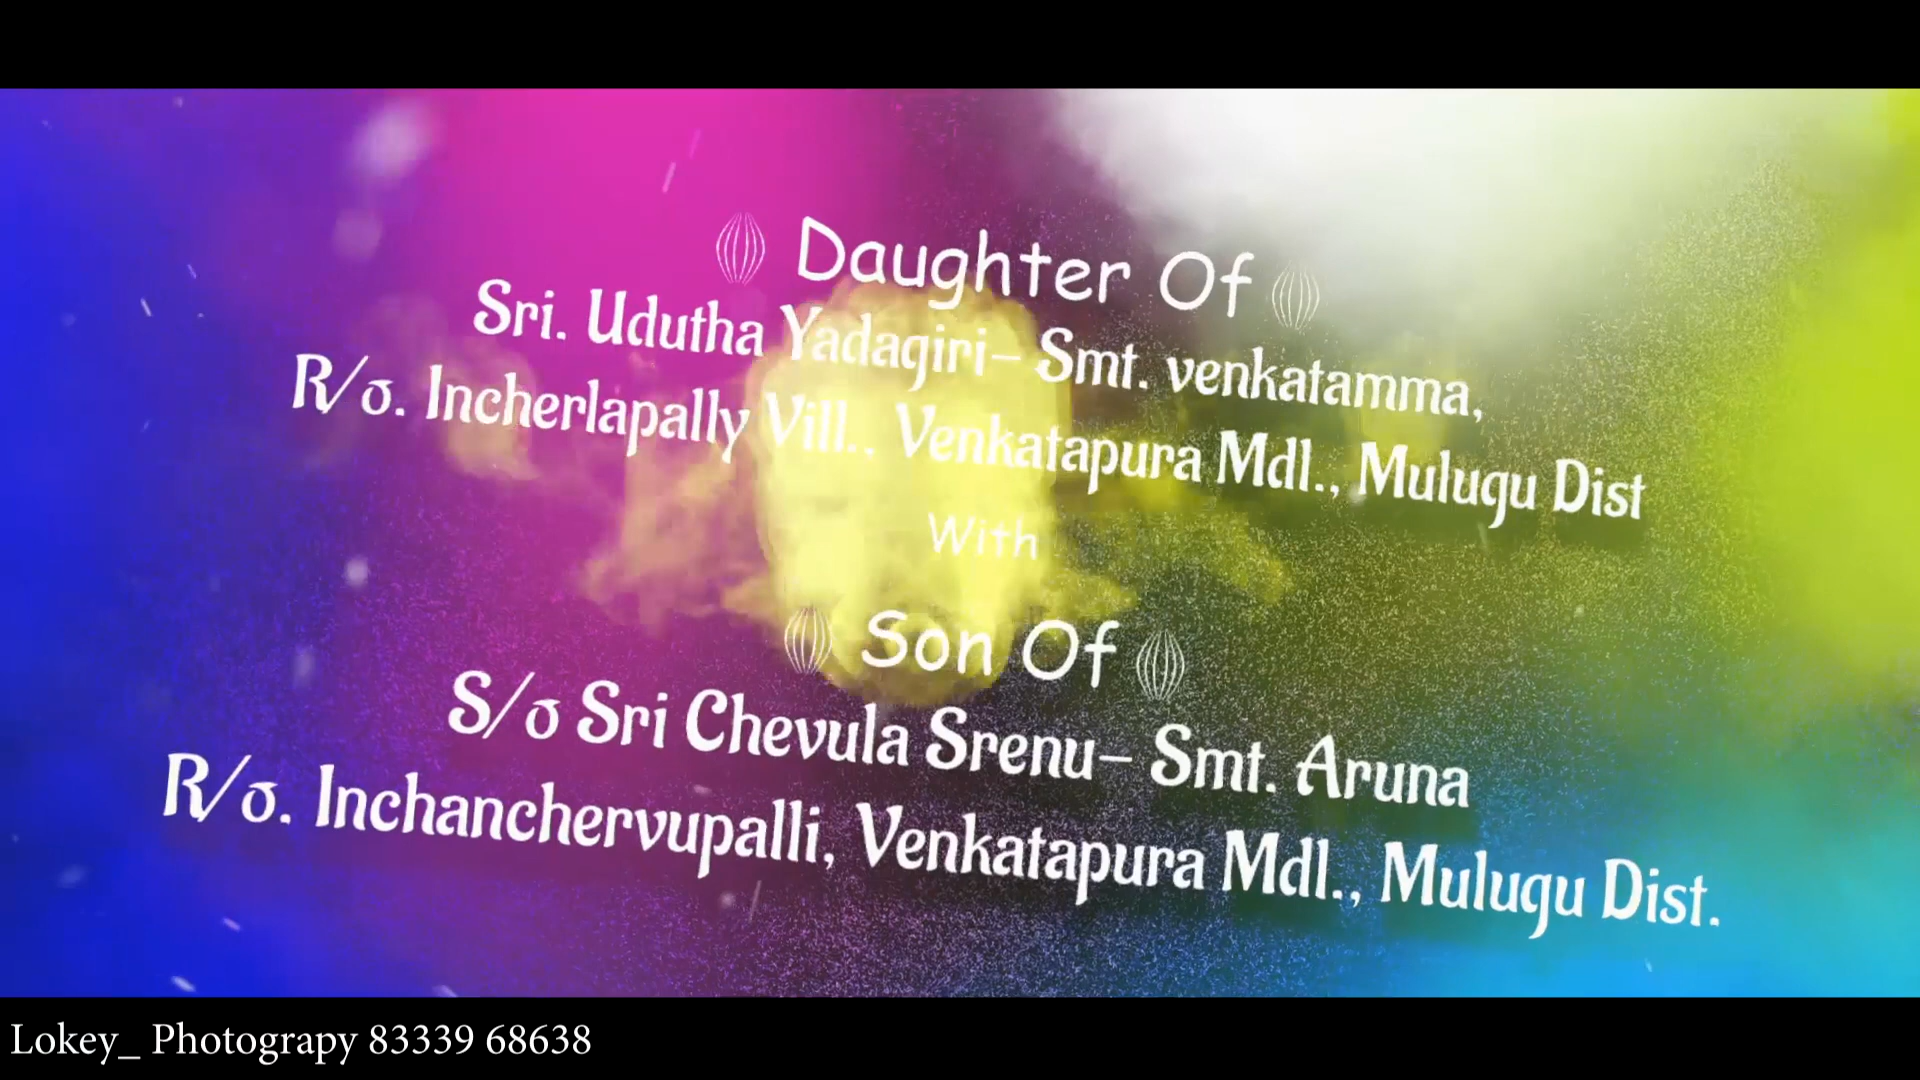 Daughter Of
Sri. Udutha Yadagiri- Smt. venkatamma,
R/o. Incherlapally Vill., Venkatapura Mdl., Mulugu Dist
With
Son Of
S/o Sri Chevula Srenu- Smt. Aruna
R/o. Inchanchervupalli, Venkatapura Mdl., Mulugu Dist.
Lokey_ Photograpy 83339 68638